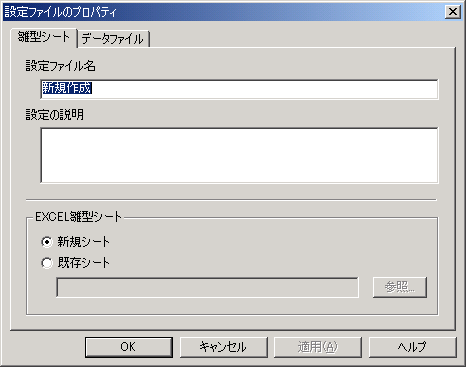 設定ファイルのプロパティ
雛型シート データファイル
設定ファイル名
新規作成
設定の説明
EXCEL雛型シート
新規シート
既存シート
参照...
OK キャンセル 適用(A) ヘルプ